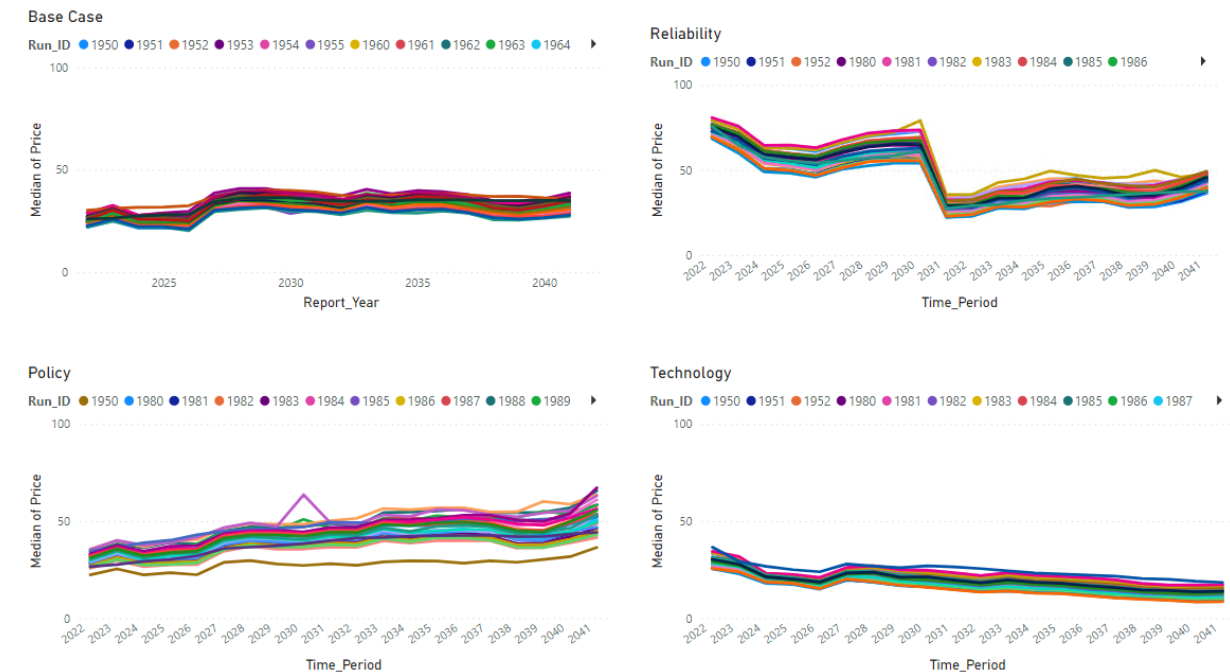 Base Case
Run_ID 1950 1951 1952 1953 1954 1955 1960 1961 1962 1963 1964
100
50
0
Median of Price
2025 2030 2035 2040
Report_Year
Reliability
Run_ID 1950 1951 1952 1980 1981 1982 1983 1984 1985 1986
100
50
0
Median of Price
2022 2023 2024 2025 2026 2027 2028 2029 2030 2031 2032 2033 2034 2035 2036 2037 2038 2039 2040 2041
Time_Period
Policy
Run_ID 1950 1980 1981 1982 1983 1984 1985 1986 1987 1988 1989
100
50
0
Median of Price
2022 2023 2024 2025 2026 2027 2028 2029 2030 2031 2032 2033 2034 2035 2036 2037 2038 2039 2040 2041
Time_Period
Technology
Run_ID 1950 1951 1952 1980 1981 1982 1983 1984 1985 1986 1987
100
50
0
Median of Price
2022 2023 2024 2025 2026 2027 2028 2029 2030 2031 2032 2033 2034 2035 2036 2037 2038 2039 2040 2041
Time_Period